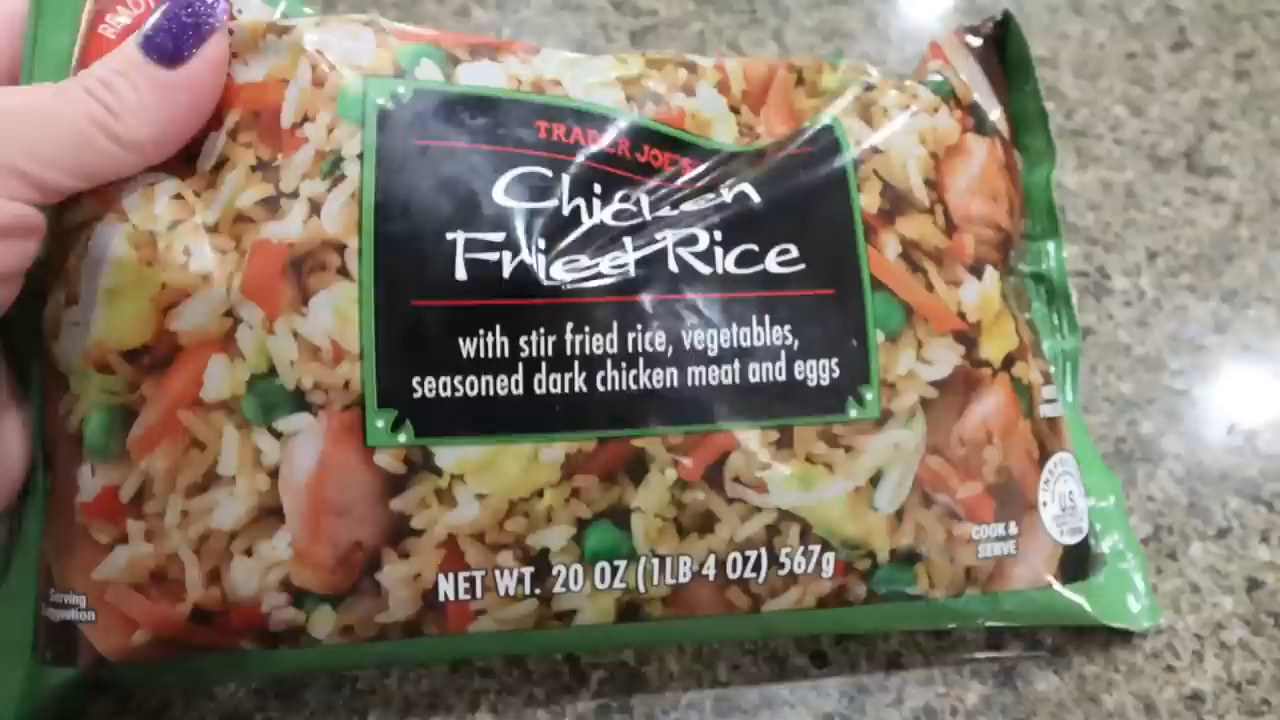 TRADER JOE'S
Chicken
Fried Rice
with stir fried rice, vegetables,
seasoned dark chicken meat and eggs
NET WT. 20 OZ (1LB 4 OZ) 567g
COOK &
SERVE
U.S.
Serving
Suggestion